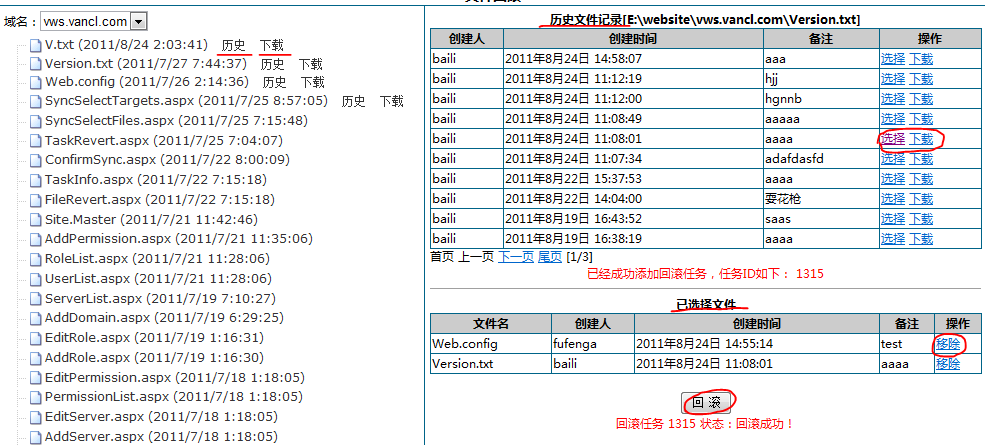 域名： vws.vancl.com
V.txt (2011/8/24 2:03:41) 历史 下载
Version.txt (2011/7/27 7:44:37) 历史 下载
Web.config (2011/7/26 2:14:36) 历史 下载
SyncSelectTargets.aspx (2011/7/25 8:57:05) 历史 下载
SyncSelectFiles.aspx (2011/7/25 7:15:48)
TaskRevert.aspx (2011/7/25 7:04:07)
ConfirmSync.aspx (2011/7/22 8:00:09)
TaskInfo.aspx (2011/7/22 7:15:18)
FileRevert.aspx (2011/7/22 7:15:18)
Site.Master (2011/7/21 11:42:46)
AddPermission.aspx (2011/7/21 11:35:06)
RoleList.aspx (2011/7/21 11:28:06)
UserList.aspx (2011/7/21 11:28:06)
ServerList.aspx (2011/7/19 7:10:27)
AddDomain.aspx (2011/7/19 6:29:25)
EditRole.aspx (2011/7/19 1:16:31)
AddRole.aspx (2011/7/19 1:16:30)
EditPermission.aspx (2011/7/18 1:18:05)
PermissionList.aspx (2011/7/18 1:18:05)
EditServer.aspx (2011/7/18 1:18:05)
AddServer.aspx (2011/7/18 1:18:05)
历史文件记录[E:\website\vws.vancl.com\Version.txt]
创建人 创建时间 备注 操作
baili 2011年8月24日 14:58:07 aaa 选择 下载
baili 2011年8月24日 11:12:19 hjj 选择 下载
baili 2011年8月24日 11:12:00 hgnnb 选择 下载
baili 2011年8月24日 11:08:49 aaaaa 选择 下载
baili 2011年8月24日 11:08:01 aaaa 选择 下载
baili 2011年8月24日 11:07:34 adafdasfd 选择 下载
baili 2011年8月22日 15:37:53 aaaa 选择 下载
baili 2011年8月22日 14:04:00 耍花枪 选择 下载
baili 2011年8月19日 16:43:52 saas 选择 下载
baili 2011年8月19日 16:38:19 aaaa 选择 下载
首页 上一页 下一页 尾页 [1/3]
已经成功添加回滚任务，任务ID如下： 1315
已选择文件
文件名 创建人 创建时间 备注 操作
Web.config fufenga 2011年8月24日 14:55:14 test 移除
Version.txt baili 2011年8月24日 11:08:01 aaaa 移除
回 滚
回滚任务 1315 状态：回滚成功！